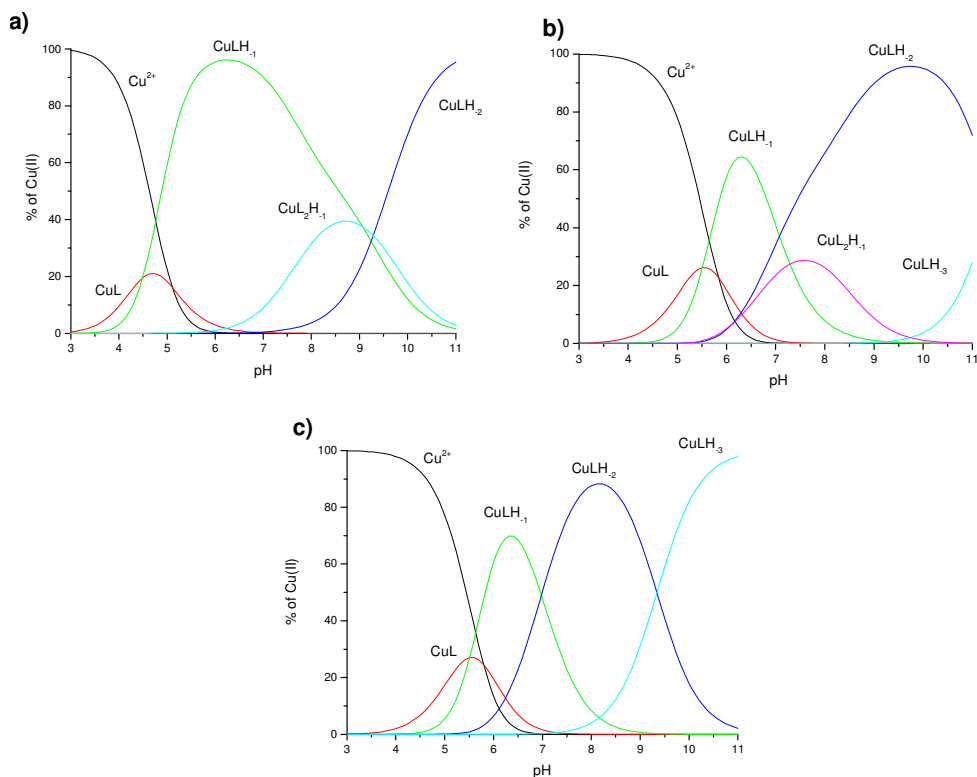 a)
CuLH-1
Cu2+
CuLH-2
CuL2H-1
CuL
100
80
60
40
20
0
3 4 5 6 7 8 9 10 11
% of Cu(II)
pH
b)
CuLH-2
Cu2+
CuLH-1
CuL
CuL2H-1
CuLH-3
100
80
60
40
20
0
3 4 5 6 7 8 9 10 11
% of Cu(II)
pH
c)
CuLH-3
Cu2+
CuLH-2
CuLH-1
CuL
100
80
60
40
20
0
3 4 5 6 7 8 9 10 11
% of Cu(II)
pH